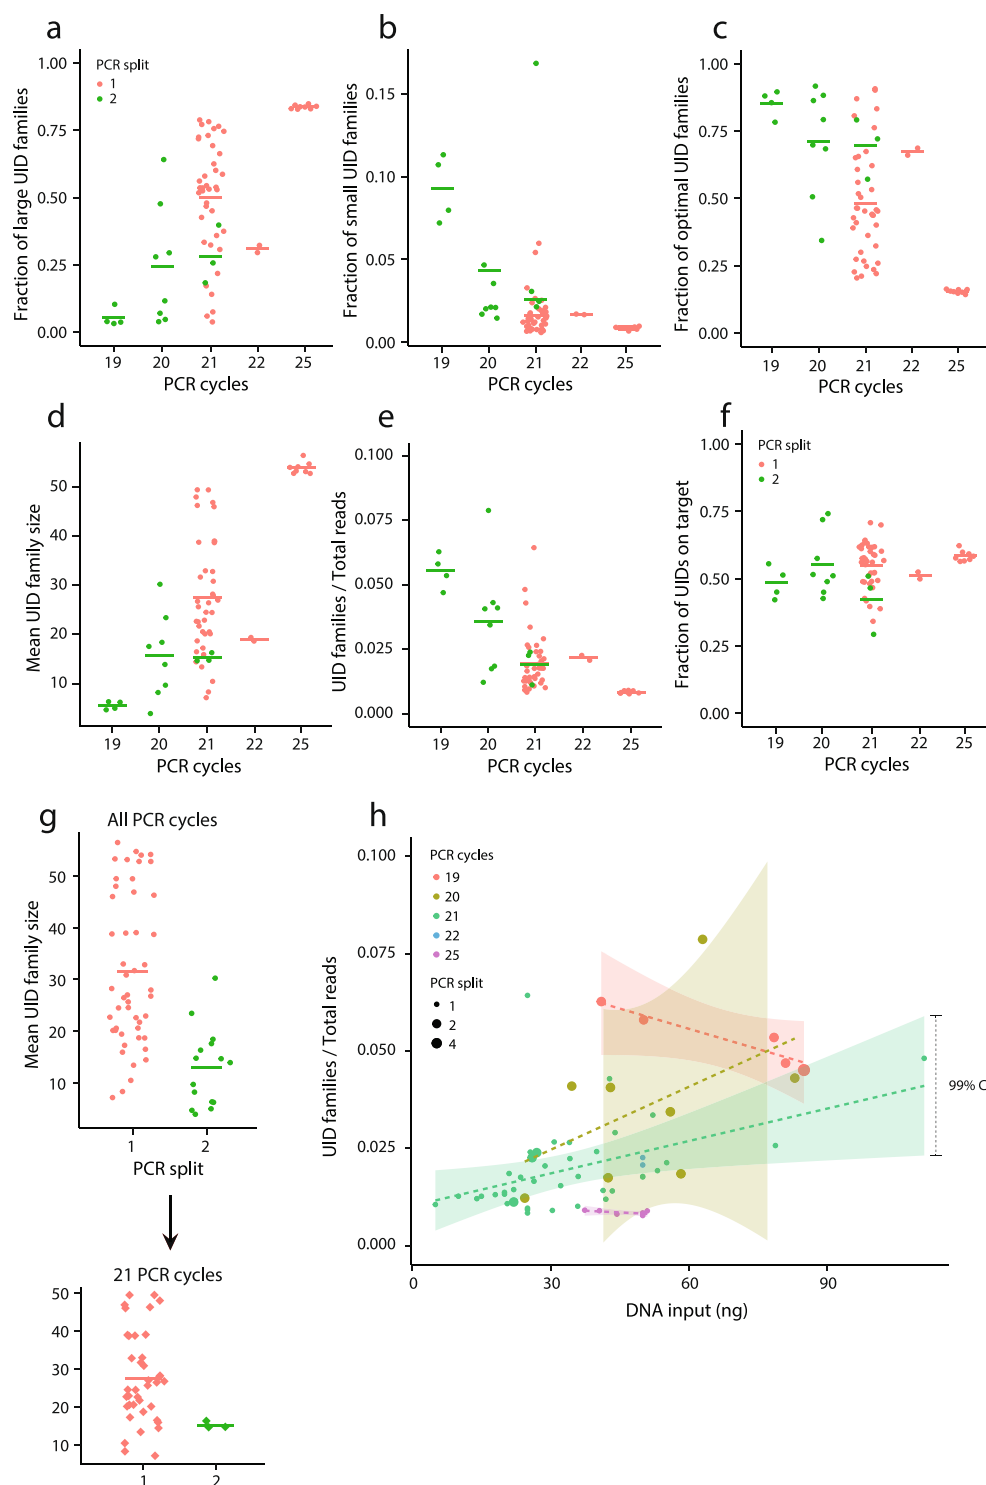 a
Fraction of large UID families
1.00
0.75
0.50
0.25
0.00
PCR split
1
2
19 20 21 22 25
PCR cycles
b
Fraction of small UID families
0.15
0.10
0.05
0.00
19 20 21 22 25
PCR cycles
c
Fraction of optimal UID families
1.00
0.75
0.50
0.25
0.00
19 20 21 22 25
PCR cycles
d
Mean UID family size
50
40
30
20
10
19 20 21 22 25
PCR cycles
e
UID families / Total reads
0.100
0.075
0.050
0.025
0.000
19 20 21 22 25
PCR cycles
f
Fraction of UIDs on target
1.00
0.75
0.50
0.25
0.00
PCR split
1
2
19 20 21 22 25
PCR cycles
g
All PCR cycles
Mean UID family size
50
40
30
20
10
1 2
PCR split
21 PCR cycles
50
40
30
20
10
1 2
h
UID families / Total reads
0.100
0.075
0.050
0.025
0.000
PCR cycles
19
20
21
22
25
PCR split
1
2
4
99% C
0 30 60 90
DNA input (ng)